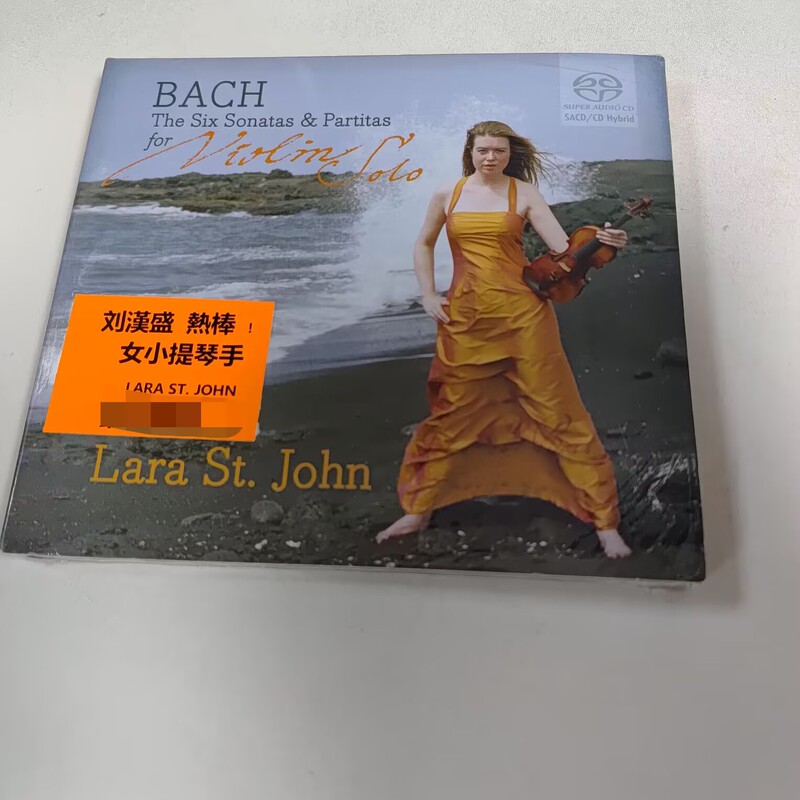 BACH
The Six Sonatas & Partitas
for Violin Solo
SUPER AUDIO CD
SACD/CD Hybrid
刘漢盛 熱棒 !
女小提琴手
LARA ST. JOHN
Lara St. John